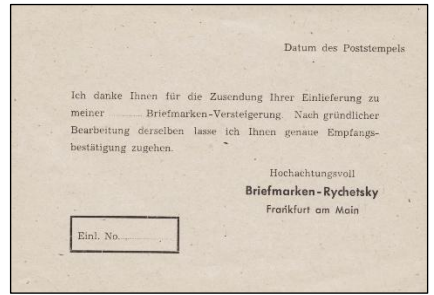 Datum des Poststempels
Ich danke Ihnen für die Zusendung Ihrer Einlieferung zu
meiner ........... Briefmarken-Versteigerung. Nach gründlicher
Bearbeitung derselben lasse ich Ihnen genaue Empfangs-
bestätigung zugehen.
Hochachtungsvoll
Briefmarken-Rychetsky
Frankfurt am Main
Einl. No. ...........